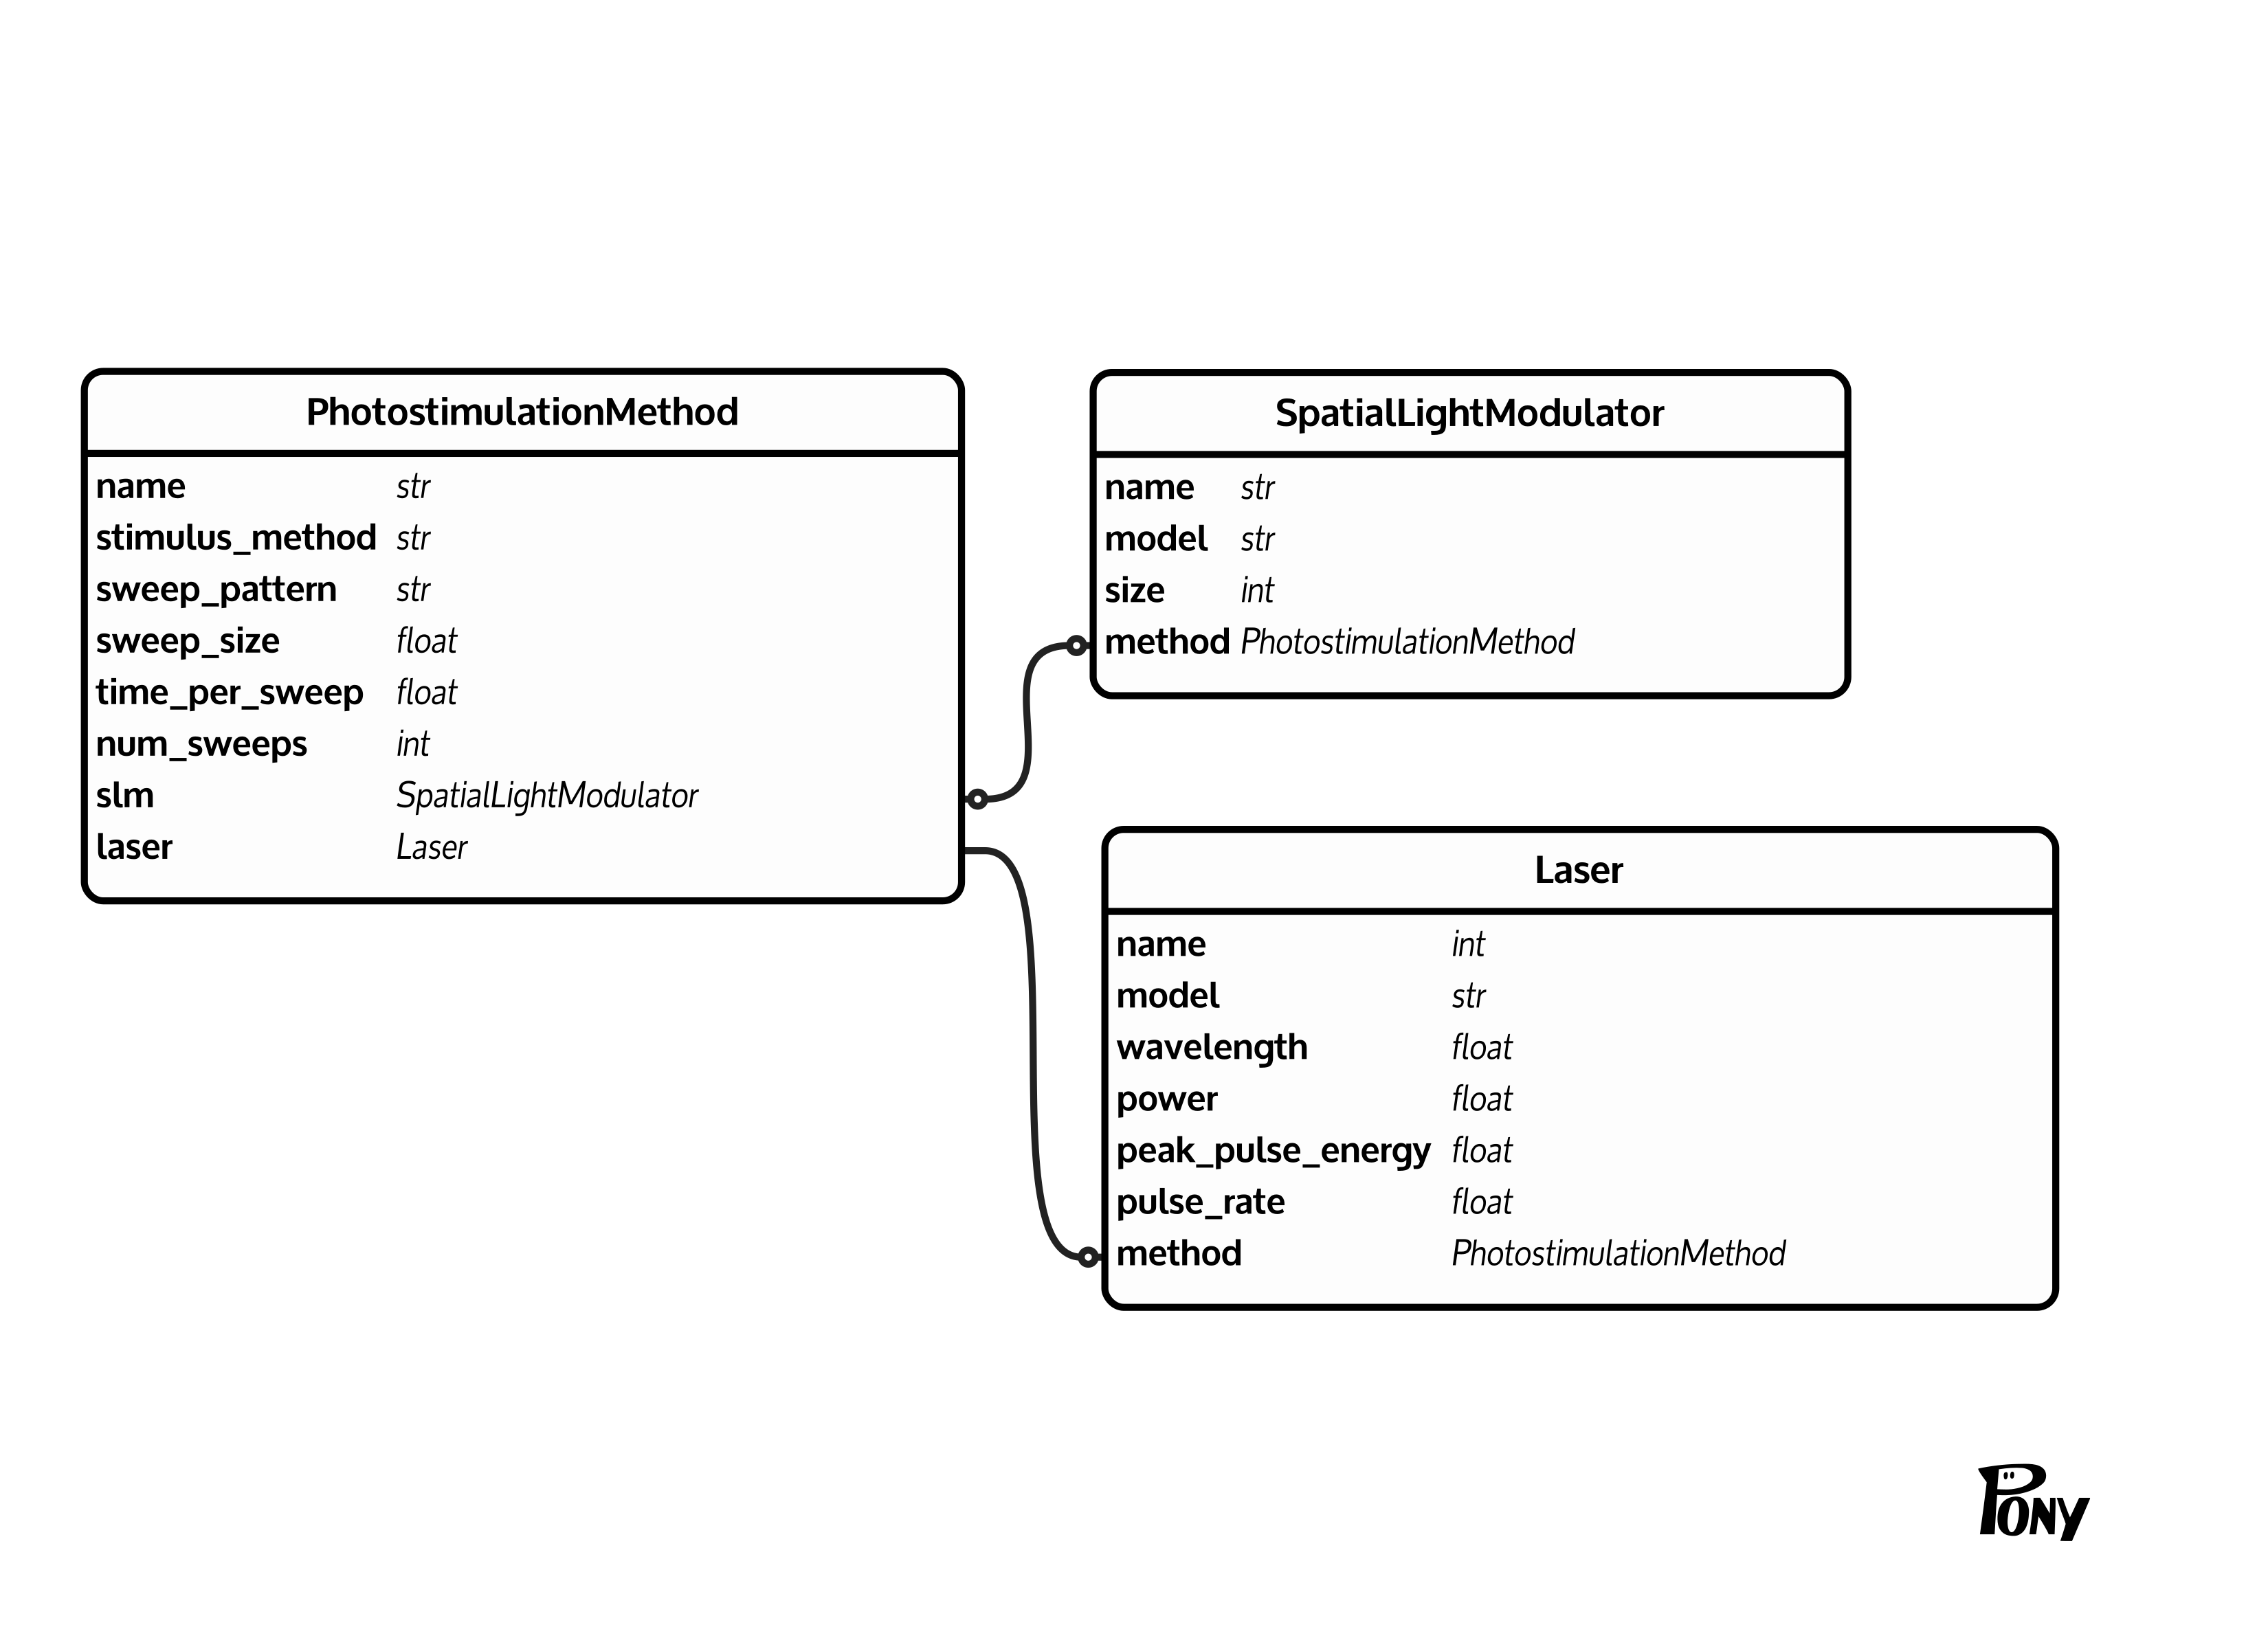 PhotostimulationMethod
name str
stimulus_method str
sweep_pattern str
sweep_size float
time_per_sweep float
num_sweeps int
slm SpatialLightModulator
laser Laser
SpatialLightModulator
name str
model str
size int
method PhotostimulationMethod
Laser
name int
model str
wavelength float
power float
peak_pulse_energy float
pulse_rate float
method PhotostimulationMethod
PONY